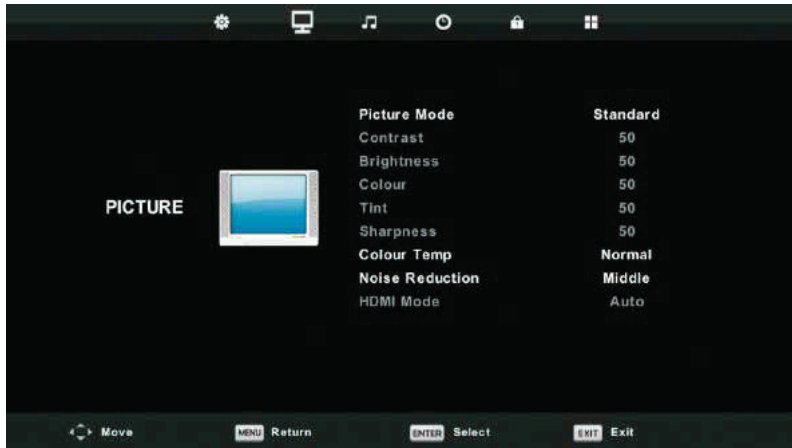 Picture Mode Standard
Contrast 50
Brightness 50
Colour 50
PICTURE
Tint 50
Sharpness 50
Colour Temp Normal
Noise Reduction Middle
HDMI Mode Auto
Move MENU Return ENTER Select EXIT Exit